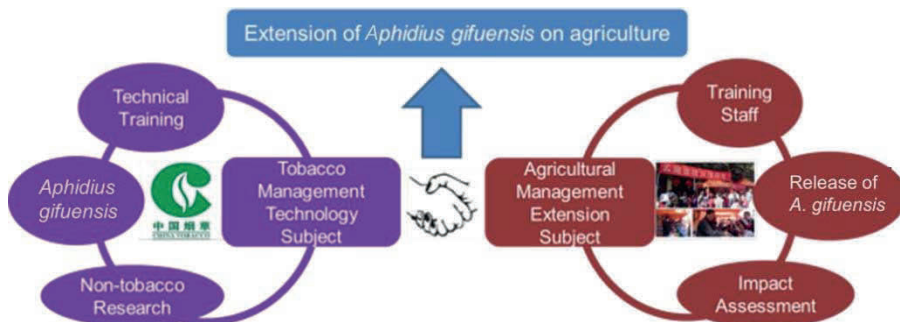 Extension of Aphidius gifuensis on agriculture
Technical
Training
Aphidius
gifuensis
Non-tobacco
Research
中国烟草
CHINA TOBACCO
Tobacco
Management
Technology
Subject
Agricultural
Management
Extension
Subject
Training
Staff
Release of
A. gifuensis
Impact
Assessment